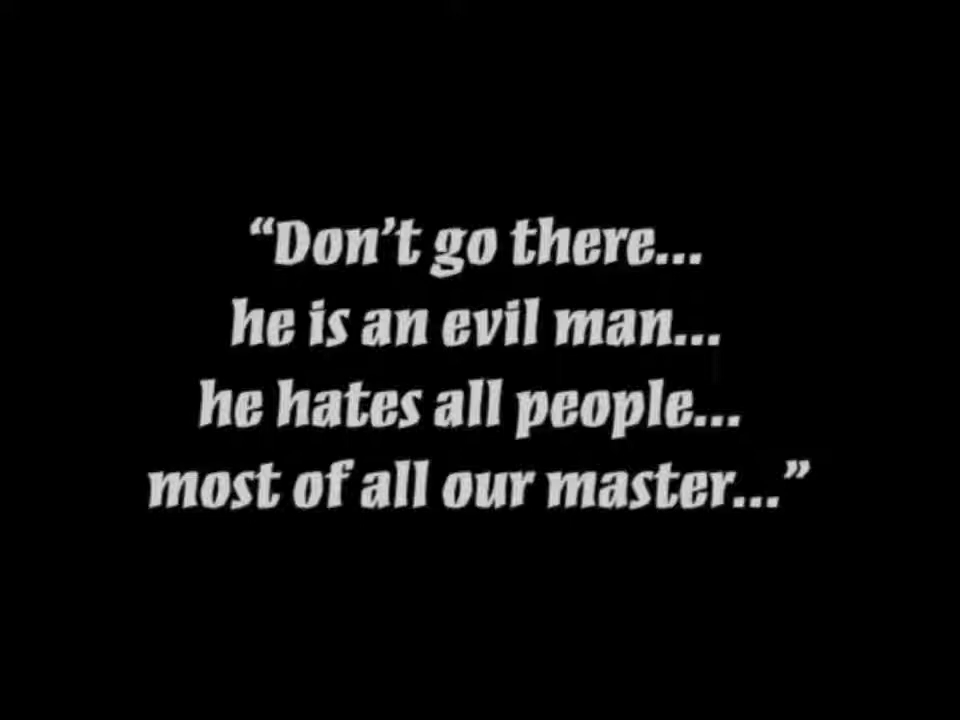 “Don’t go there...
he is an evil man...
he hates all people...
most of all our master...”